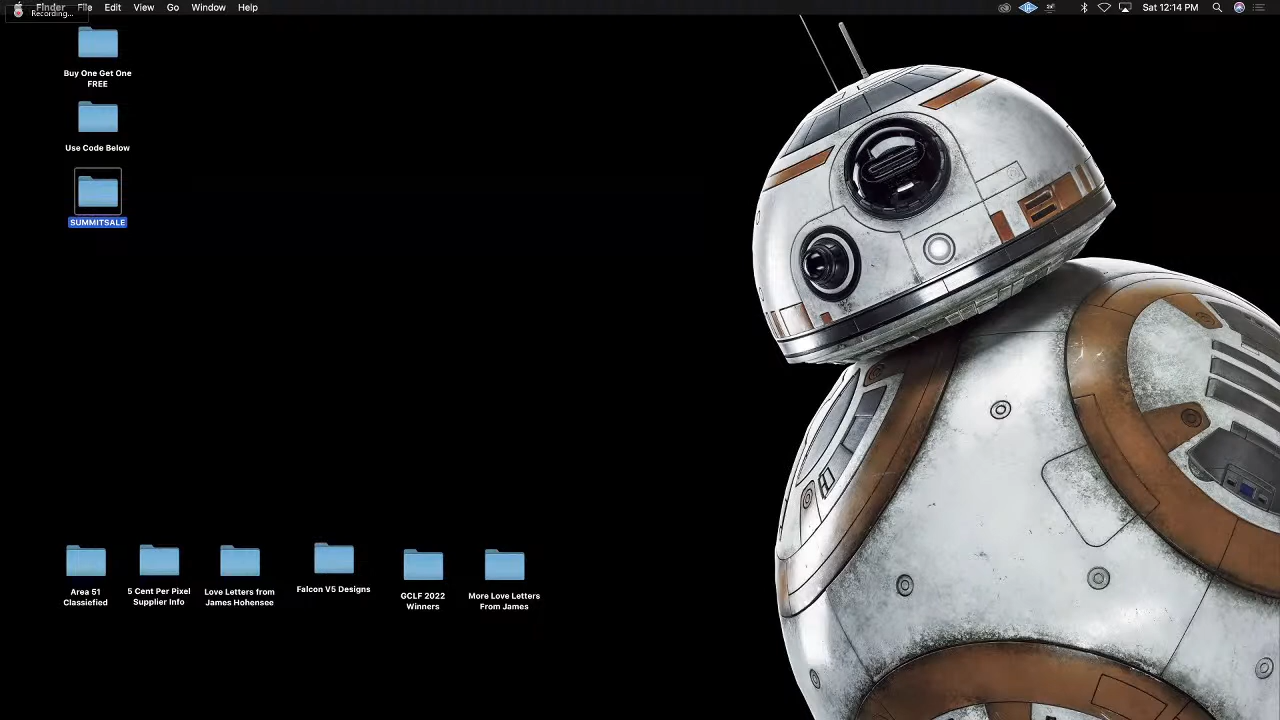 Finder File Edit View Go Window Help
Recording...
Sat 12:14 PM
Buy One Get One
FREE
Use Code Below
SUMMITSALE
Area 51
Classiefied
5 Cent Per Pixel
Supplier Info
Love Letters from
James Hohensee
Falcon V5 Designs
GCLF 2022
Winners
More Love Letters
From James